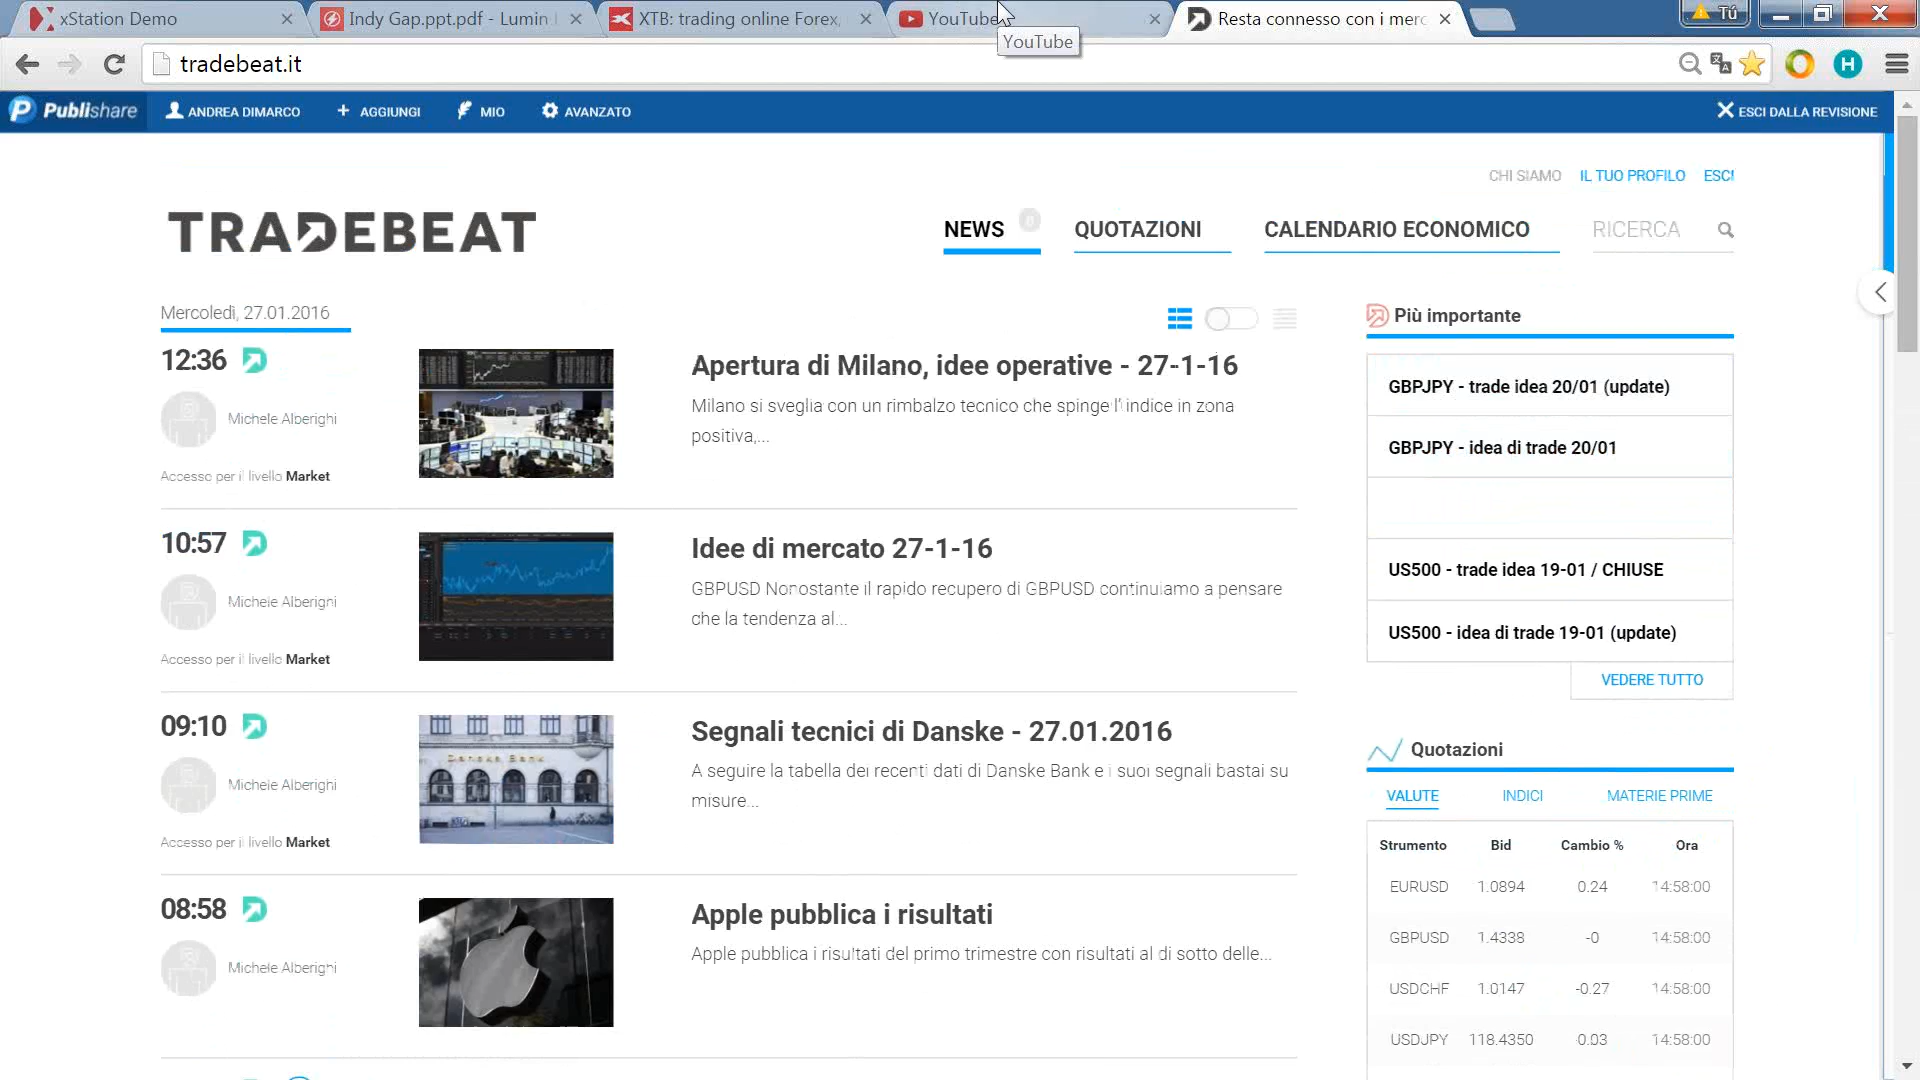 xStation Demo
Indy Gap.ppt.pdf - Lumin
XTB: trading online Forex,
YouTube
Resta connesso con i merc
Tú
YouTube
tradebeat.it
H
Publishare
ANDREA DIMARCO
+ AGGIUNGI
MIO
AVANZATO
ESCI DALLA REVISIONE
CHI SIAMO
IL TUO PROFILO
ESCI
TRADEBEAT
NEWS
QUOTAZIONI
CALENDARIO ECONOMICO
RICERCA
Mercoledì, 27.01.2016
12:36
Michele Alberighi
Accesso per il livello Market
Apertura di Milano, idee operative - 27-1-16
Milano si sveglia con un rimbalzo tecnico che spinge l'indice in zona
positiva,...
10:57
Michele Alberighi
Accesso per il livello Market
Idee di mercato 27-1-16
GBPUSD Nonostante il rapido recupero di GBPUSD continuiamo a pensare
che la tendenza al...
09:10
Michele Alberighi
Accesso per il livello Market
Danske Bank
Segnali tecnici di Danske - 27.01.2016
A seguire la tabella dei recenti dati di Danske Bank e i suoi segnali bastai su
misure...
08:58
Michele Alberighi
Apple pubblica i risultati
Apple pubblica i risultati del primo trimestre con risultati al di sotto delle...
Più importante
GBPJPY - trade idea 20/01 (update)
GBPJPY - idea di trade 20/01
US500 - trade idea 19-01 / CHIUSE
US500 - idea di trade 19-01 (update)
VEDERE TUTTO
Quotazioni
VALUTE INDICI MATERIE PRIME
Strumento Bid Cambio % Ora
EURUSD 1.0894 0.24 14:58:00
GBPUSD 1.4338 -0 14:58:00
USDCHF 1.0147 -0.27 14:58:00
USDJPY 118.4350 0.03 14:58:00